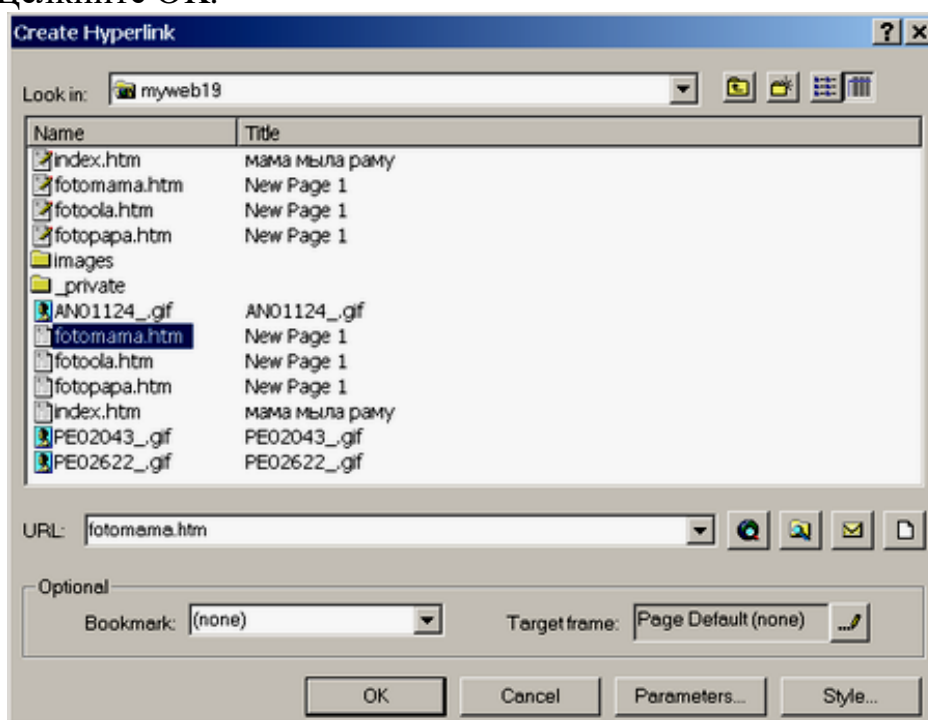 Щелкните OK.
Create Hyperlink
Look in: myweb19
Name Title
index.htm мама мыла раму
fotomama.htm New Page 1
fotoola.htm New Page 1
fotopapa.htm New Page 1
images
_private
AN01124_.gif AN01124_.gif
fotomama.htm New Page 1
fotoola.htm New Page 1
fotopapa.htm New Page 1
index.htm мама мыла раму
PE02043_.gif PE02043_.gif
PE02622_.gif PE02622_.gif
URL: fotomama.htm
Optional
Bookmark: (none) Target frame: Page Default (none)
OK Cancel Parameters... Style...